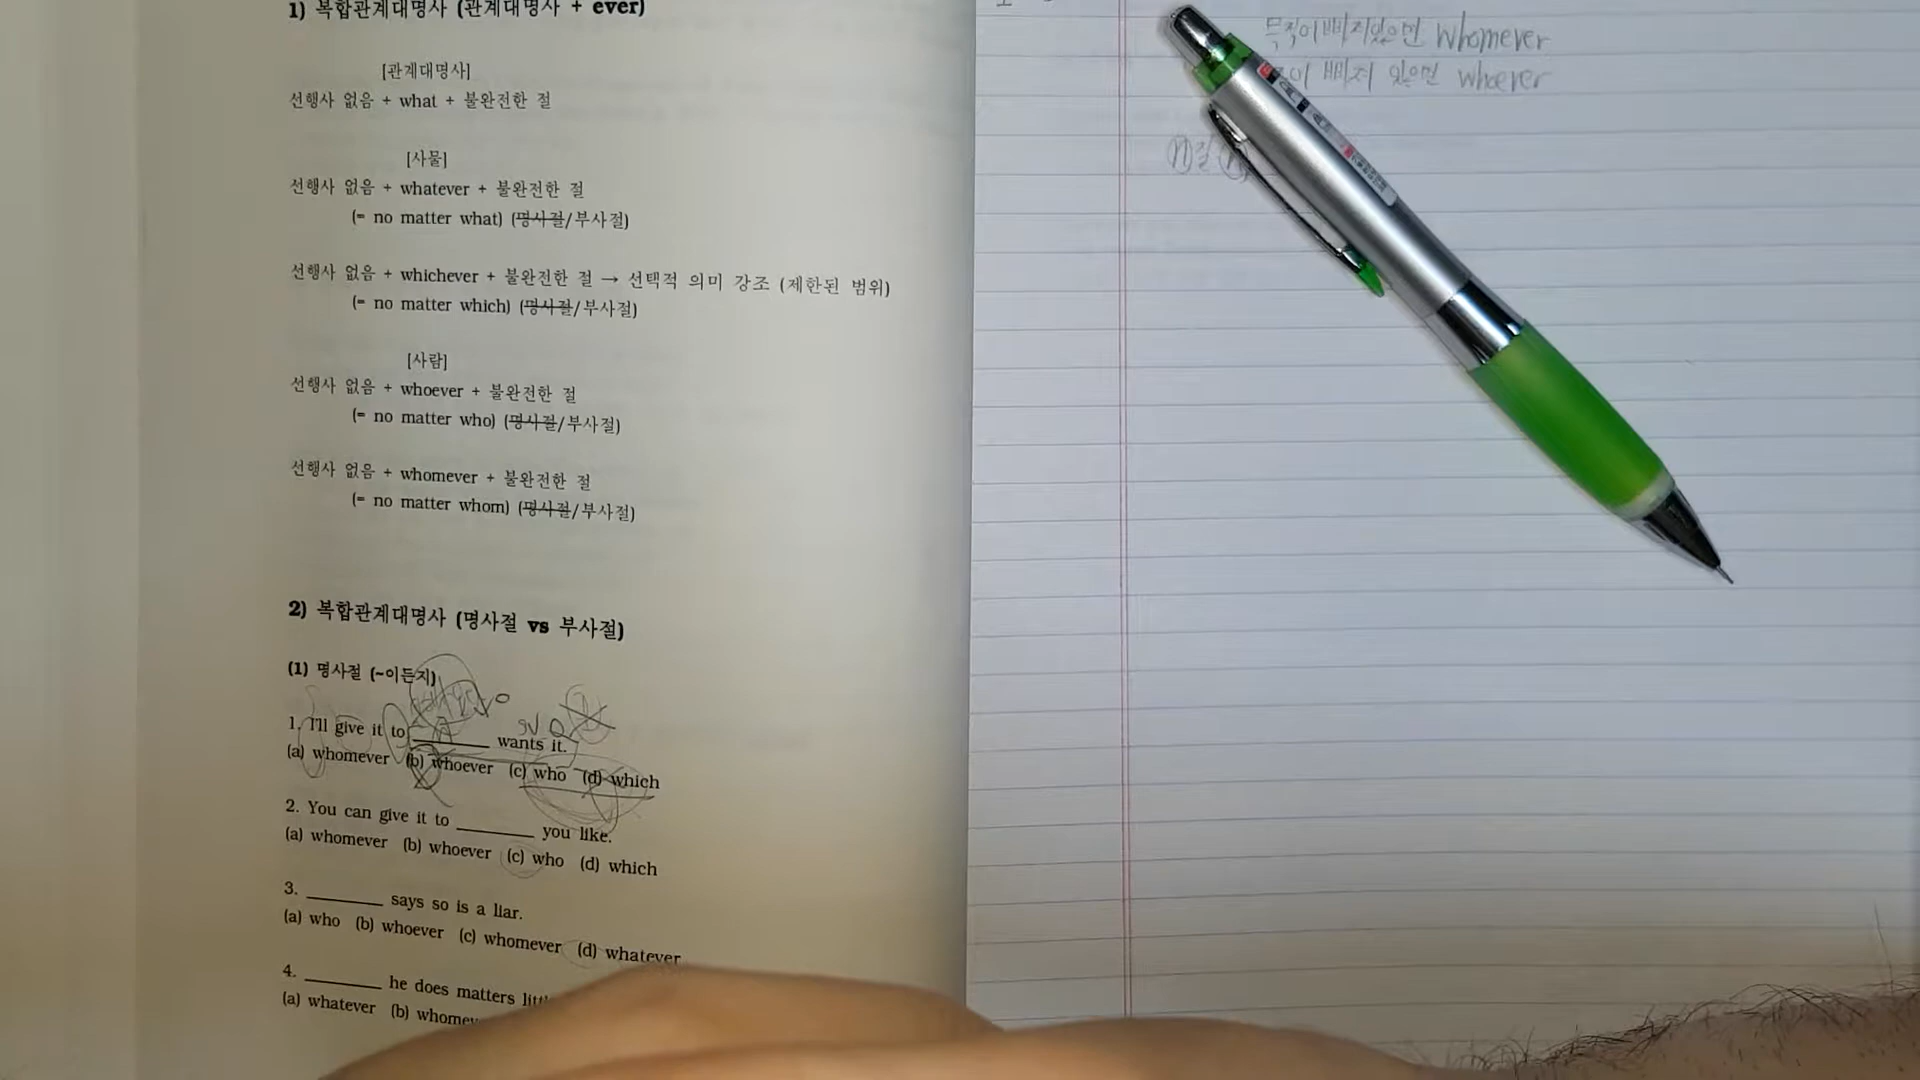 1) 복합관계대명사 (관계대명사 + ever)
[관계대명사]
선행사 없음 + what + 불완전한 절
[사물]
선행사 없음 + whatever + 불완전한 절
(= no matter what) (명사절/부사절)
선행사 없음 + whichever + 불완전한 절 → 선택적 의미 강조 (제한된 범위)
(= no matter which) (명사절/부사절)
[사람]
선행사 없음 + whoever + 불완전한 절
(= no matter who) (명사절/부사절)
선행사 없음 + whomever + 불완전한 절
(= no matter whom) (명사절/부사절)
2) 복합관계대명사 (명사절 vs 부사절)
(1) 명사절 (~이든지)
1. I'll give it to ________ wants it.
(a) whomever (b) whoever (c) who (d) which
2. You can give it to ________ you like.
(a) whomever (b) whoever (c) who (d) which
3. ________ says so is a liar.
(a) who (b) whoever (c) whomever (d) whatever
4. ________ he does matters
(a) whatever (b)
whomever
빠져 있으면 whoever